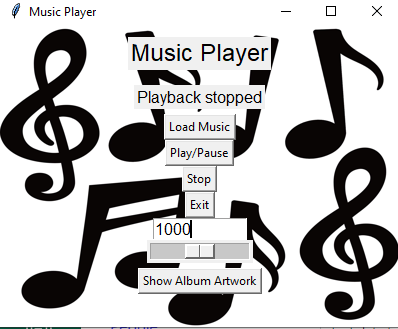 Music Player
Music Player
Playback stopped
Load Music
Play/Pause
Stop
Exit
1000
Show Album Artwork